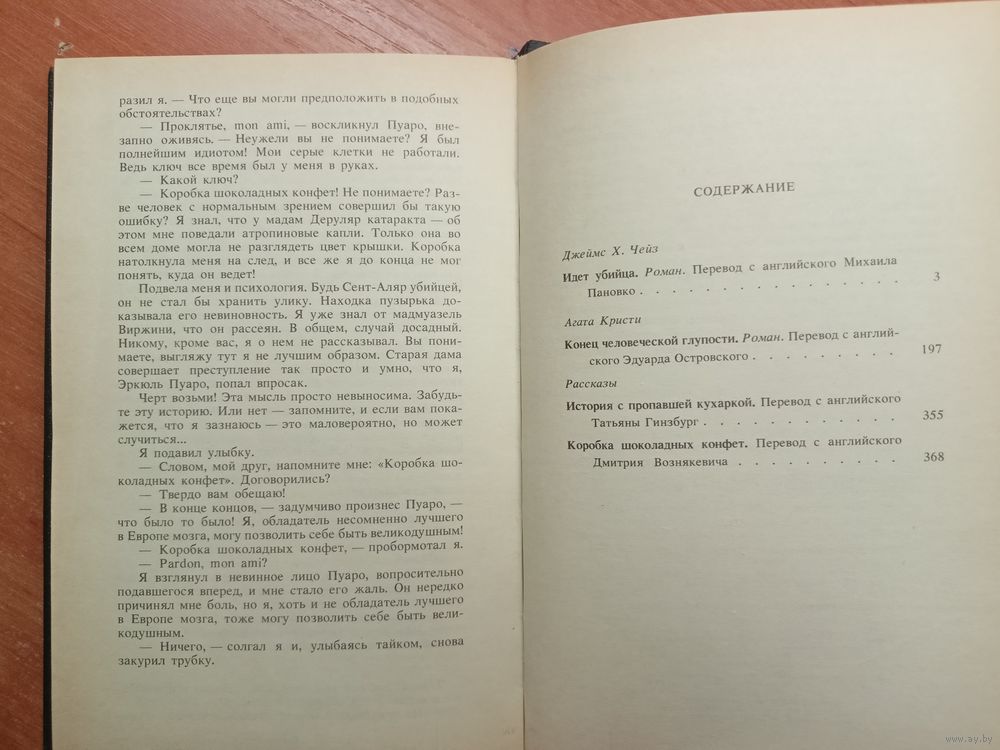 разил я. — Что еще вы могли предположить в подобных
обстоятельствах?
— Проклятье, mon ami, — воскликнул Пуаро, вне-
запно оживясь. — Неужели вы не понимаете? Я был
полнейшим идиотом! Мои серые клетки не работали.
Ведь ключ все время был у меня в руках.
— Какой ключ?
— Коробка шоколадных конфет! Не понимаете? Раз-
ве человек с нормальным зрением совершил бы такую
ошибку? Я знал, что у мадам Деруляр катаракта — об
этом мне поведали атропиновые капли. Только она во
всем доме могла не разглядеть цвет крышки. Коробка
натолкнула меня на след, и все же я до конца не мог
понять, куда он ведет!
Подвела меня и психология. Будь Сент-Аляр убийцей,
он не стал бы хранить улику. Находка пузырька до-
казывала его невиновность. Я уже знал от мадмуазель
Виржини, что он рассеян. В общем, случай досадный.
Никому, кроме вас, я о нем не рассказывал. Вы пони-
маете, выгляжу тут я не лучшим образом. Старая дама
совершает преступление так просто и умно, что я,
Эркюль Пуаро, попал впросак.
Черт возьми! Эта мысль просто невыносима. Забудь-
те эту историю. Или нет — запомните, и если вам пока-
жется, что я зазнаюсь — это маловероятно, но может
случиться...
Я подавил улыбку.
— Словом, мой друг, напомните мне: «Коробка шо-
коладных конфет». Договорились?
— Твердо вам обещаю!
— В конце концов, — задумчиво произнес Пуаро, —
что было то было! Я, обладатель несомненно лучшего
в Европе мозга, могу позволить себе быть великодушным!
— Коробка шоколадных конфет, — пробормотал я.
— Pardon, mon ami?
Я взглянул в невинное лицо Пуаро, вопросительно
подавшегося вперед, и мне стало его жаль. Он нередко
причинял мне боль, но я, хоть и не обладатель лучшего
в Европе мозга, тоже могу позволить себе быть вели-
кодушным.
— Ничего, — солгал я и, улыбаясь тайком, снова
закурил трубку.
СОДЕРЖАНИЕ
Джеймс Х. Чейз
Идет убийца. Роман. Перевод с английского Михаила
Пановко . . . . . . . . . . . . . . . 3
Агата Кристи
Конец человеческой глупости. Роман. Перевод с англий-
ского Эдуарда Островского . . . . . . . . . 197
Рассказы
История с пропавшей кухаркой. Перевод с английского
Татьяны Гинзбург . . . . . . . . . . . 355
Коробка шоколадных конфет. Перевод с английского
Дмитрия Вознякевича . . . . . . . . . . 368
www.ay.by